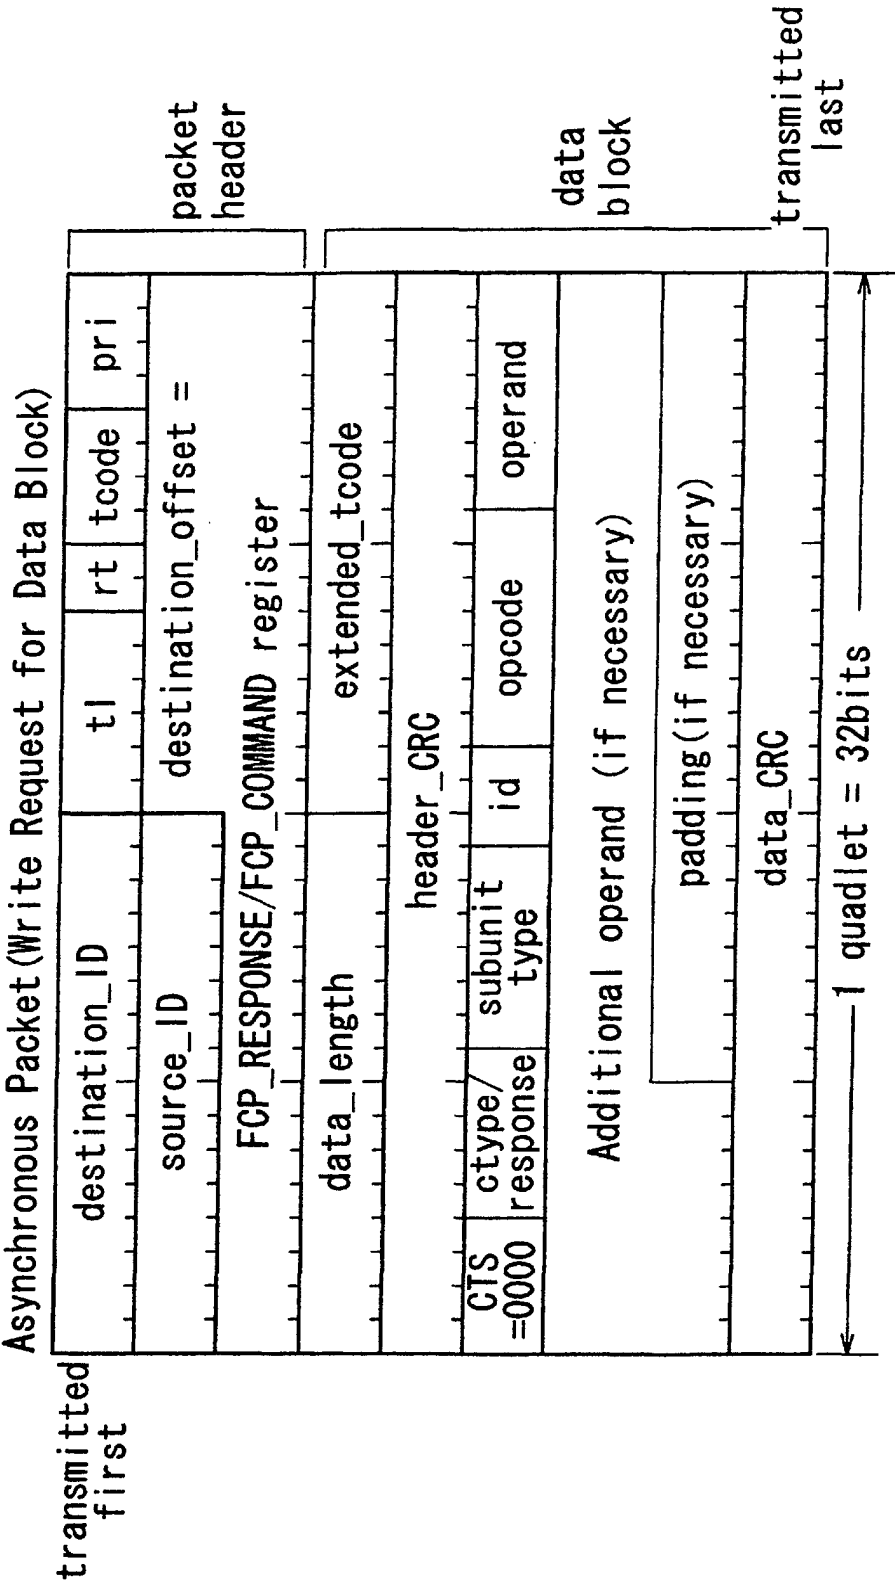 Asynchronous Packet(Write Request for Data Block)
transmitted
first
destination_ID
tl
rt
tcode
pri
source_ID
destination_offset =
FCP_RESPONSE/FCP_COMMAND register
packet
header
data_length
extended_tcode
header_CRC
CTS
=0000
ctype/
response
subunit
type
id
opcode
operand
Additional operand (if necessary)
padding(if necessary)
data_CRC
data
block
transmitted
last
1 quadlet = 32bits